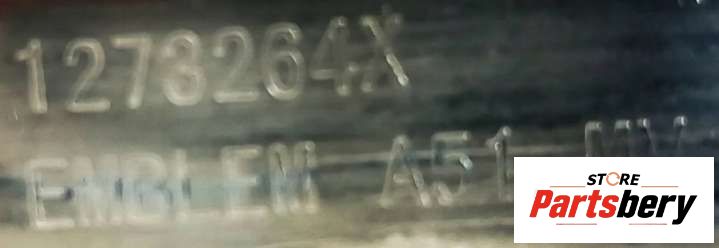 1273264X
EMBLEM A51
STORE
Partsbery